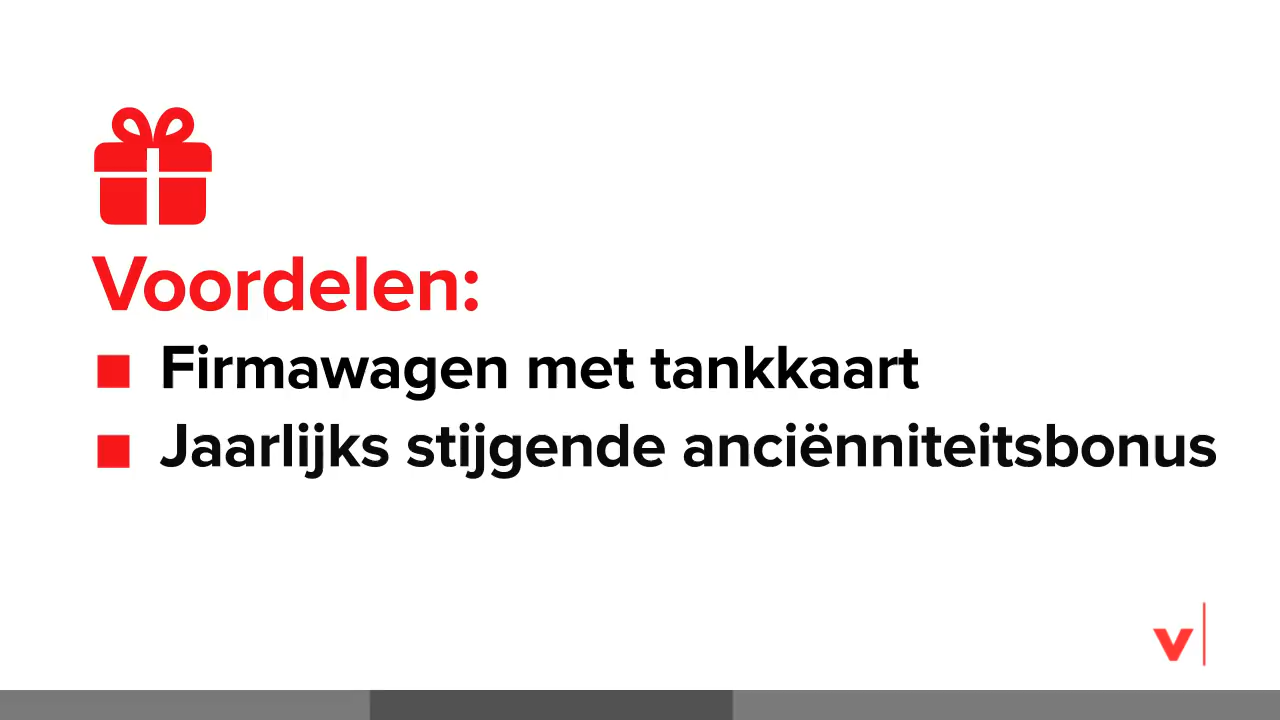 Voordelen:
Firmawagen met tankkaart
Jaarlijks stijgende anciënniteitsbonus
V